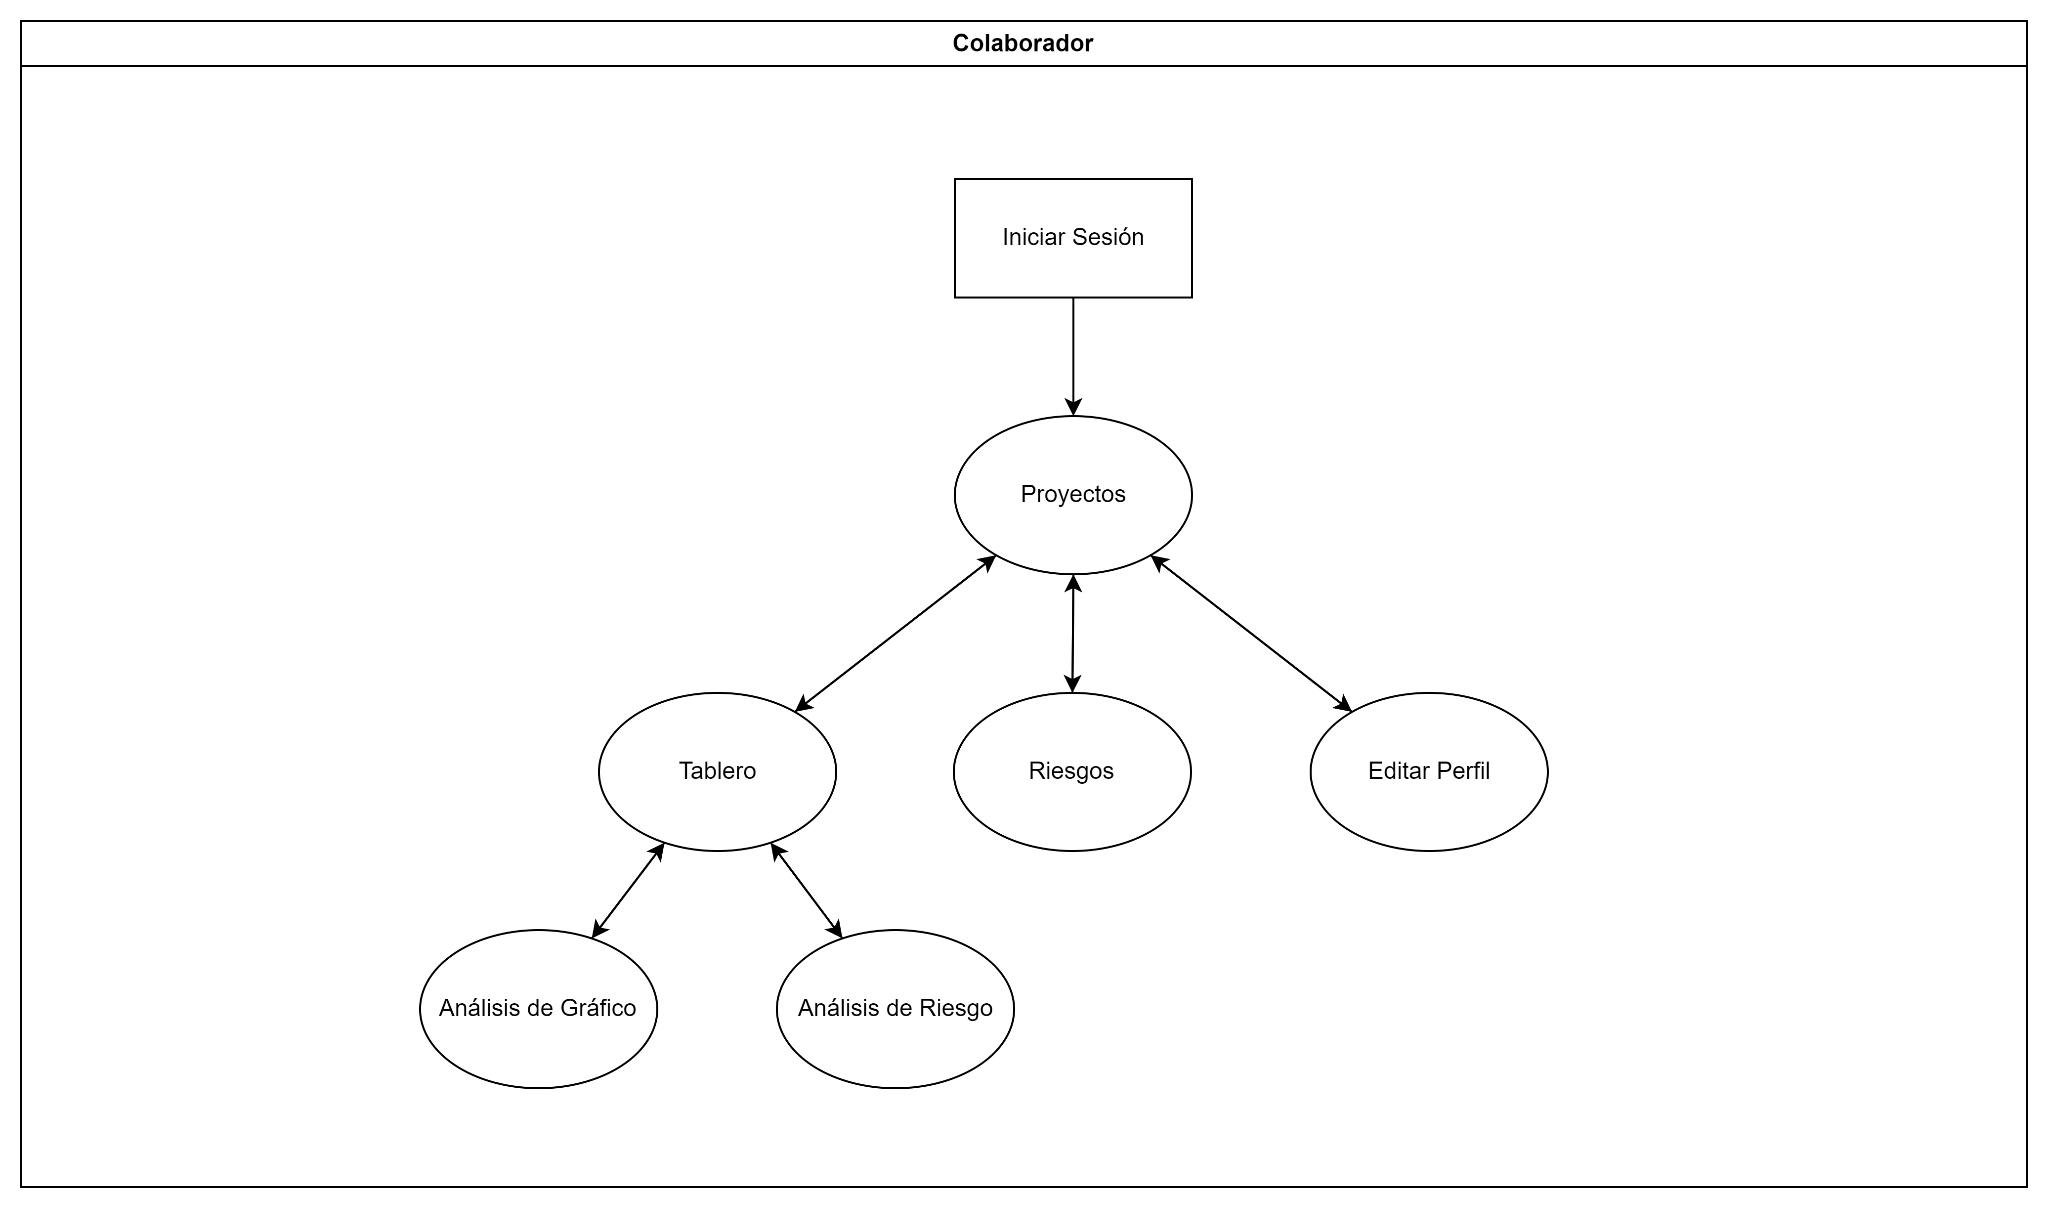 Colaborador
Iniciar Sesión
Proyectos
Tablero
Riesgos
Editar Perfil
Análisis de Gráfico
Análisis de Riesgo